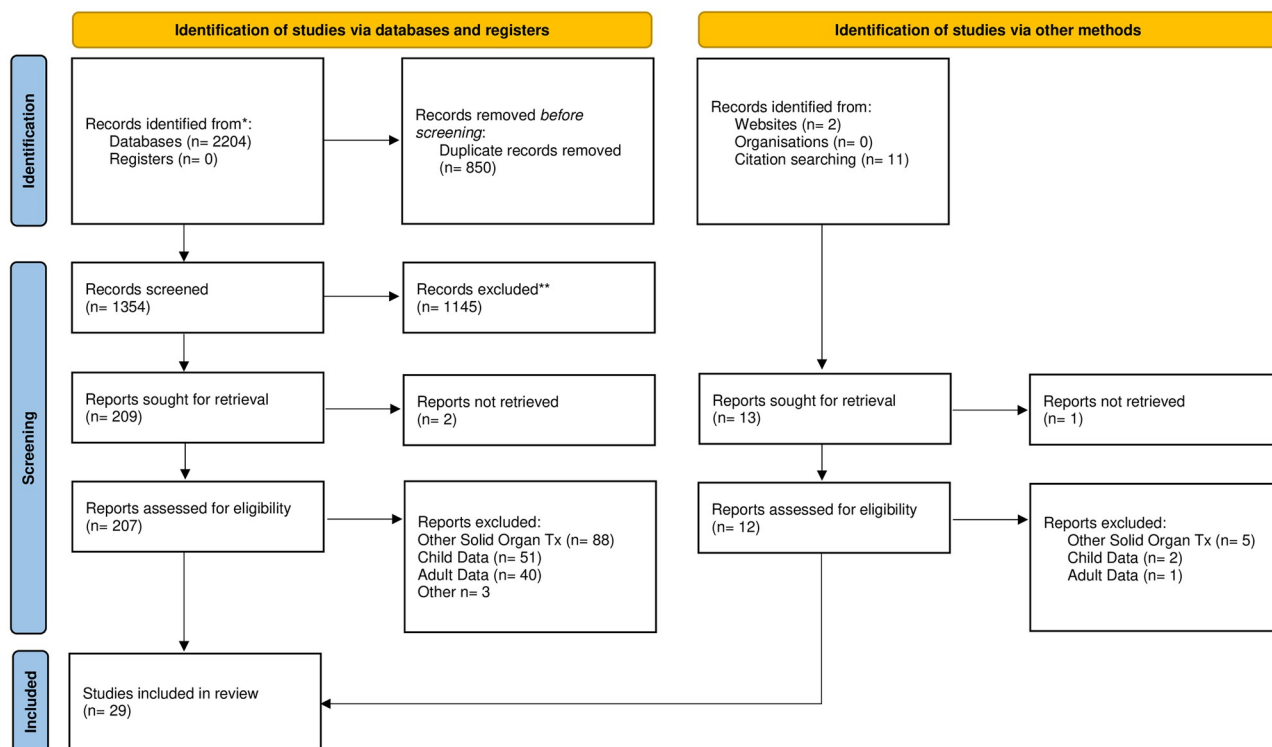 Identification of studies via databases and registers
Identification of studies via other methods
Identification
Records identified from*:
Databases (n= 2204)
Registers (n= 0)
Records removed before
screening:
Duplicate records removed
(n= 850)
Records identified from:
Websites (n= 2)
Organisations (n= 0)
Citation searching (n= 11)
Screening
Records screened
(n= 1354)
Records excluded**
(n= 1145)
Reports sought for retrieval
(n= 209)
Reports not retrieved
(n= 2)
Reports sought for retrieval
(n= 13)
Reports not retrieved
(n= 1)
Reports assessed for eligibility
(n= 207)
Reports excluded:
Other Solid Organ Tx (n= 88)
Child Data (n= 51)
Adult Data (n= 40)
Other n= 3
Reports assessed for eligibility
(n= 12)
Reports excluded:
Other Solid Organ Tx (n= 5)
Child Data (n= 2)
Adult Data (n= 1)
Included
Studies included in review
(n= 29)